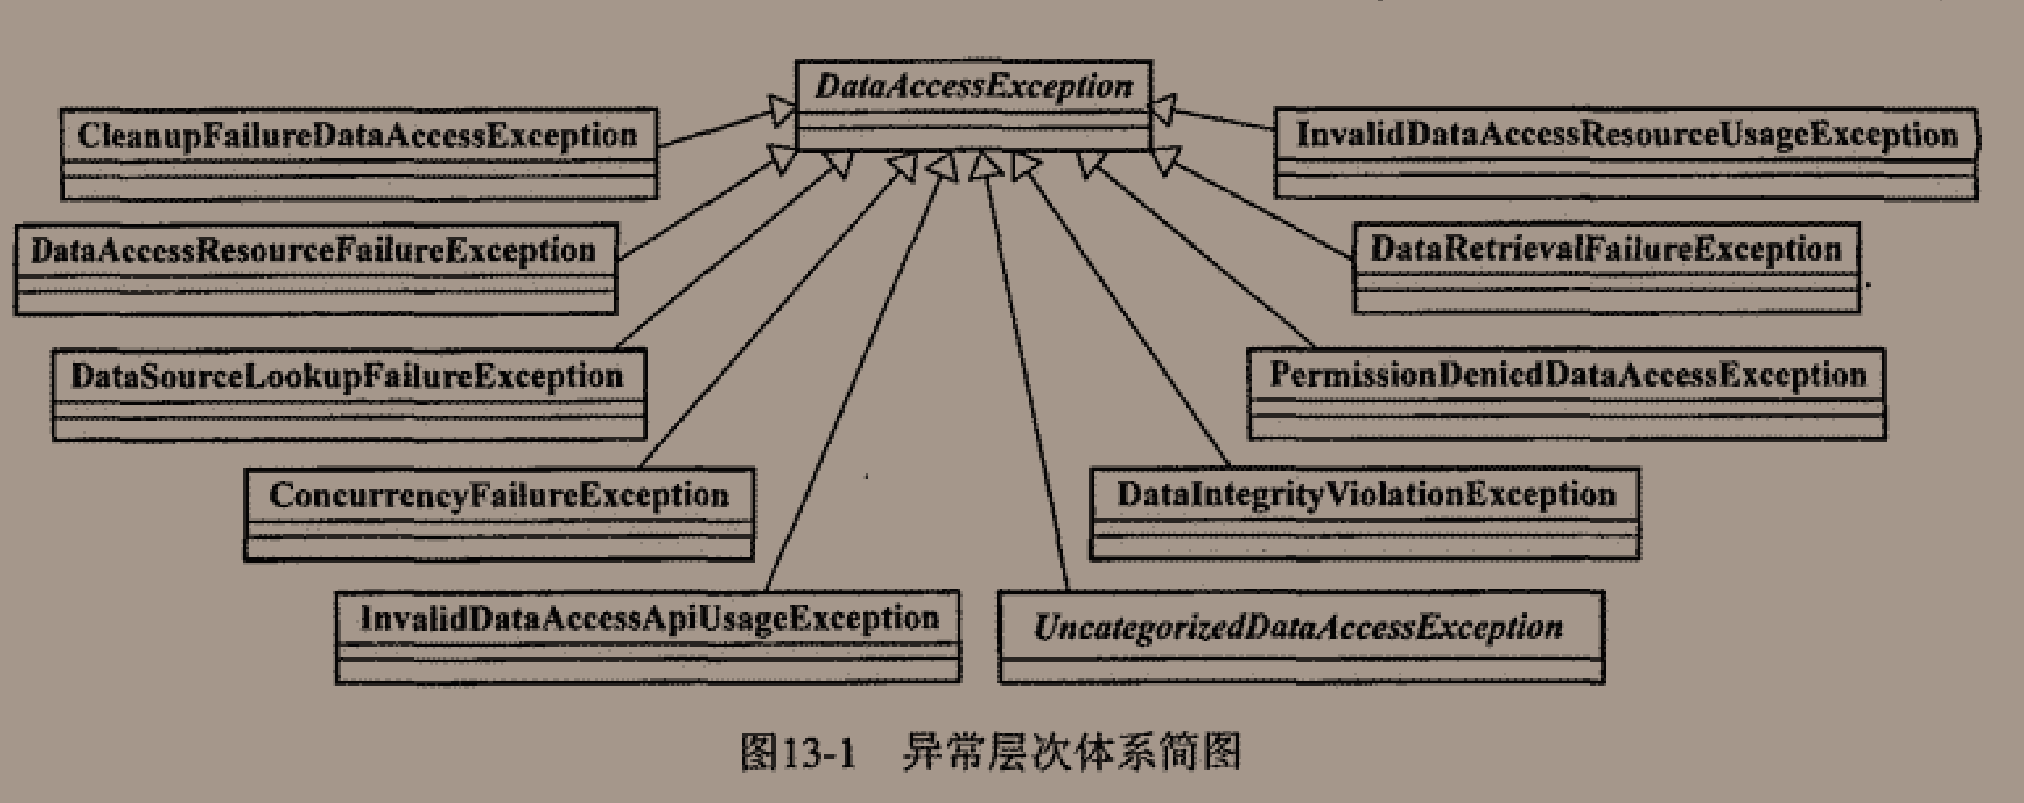 DataAccessException
CleanupFailureDataAccessException
InvalidDataAccessResourceUsageException
DataAccessResourceFailureException
DataRetrievalFailureException
DataSourceLookupFailureException
PermissionDeniedDataAccessException
ConcurrencyFailureException
DataIntegrityViolationException
InvalidDataAccessApiUsageException
UncategorizedDataAccessException
图13-1 异常层次体系简图